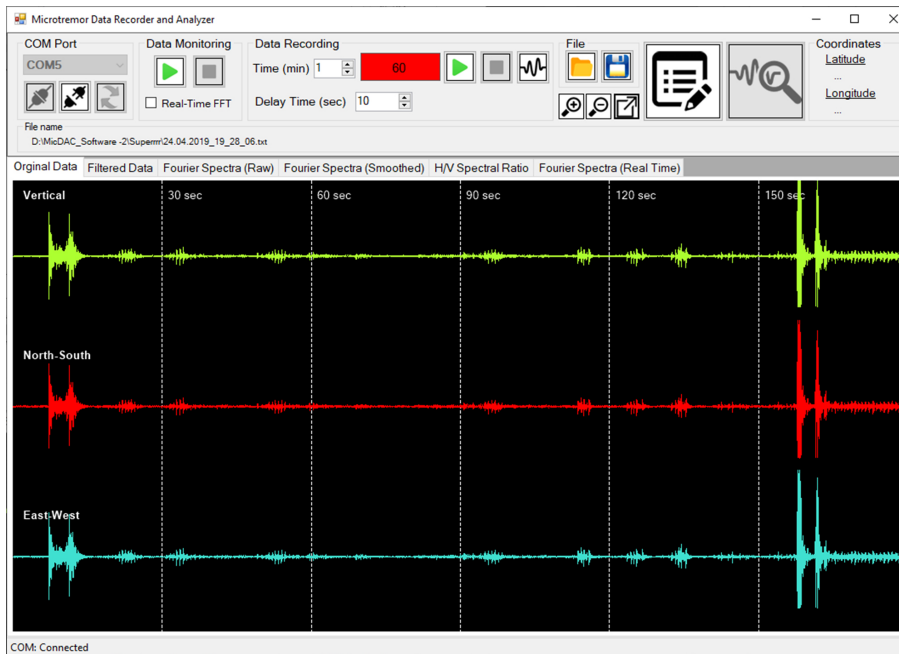 Microtremor Data Recorder and Analyzer
COM Port
COM5
Data Monitoring
Real-Time FFT
Data Recording
Time (min) 1
60
Delay Time (sec) 10
File
Coordinates
Latitude
...
Longitude
...
File name
D:\MicDAC_Software -2\Superrrr\24.04.2019_19_28_06.txt
Orginal Data Filtered Data Fourier Spectra (Raw) Fourier Spectra (Smoothed) H/V Spectral Ratio Fourier Spectra (Real Time)
Vertical 30 sec 60 sec 90 sec 120 sec 150 sec
North-South
East-West
COM: Connected